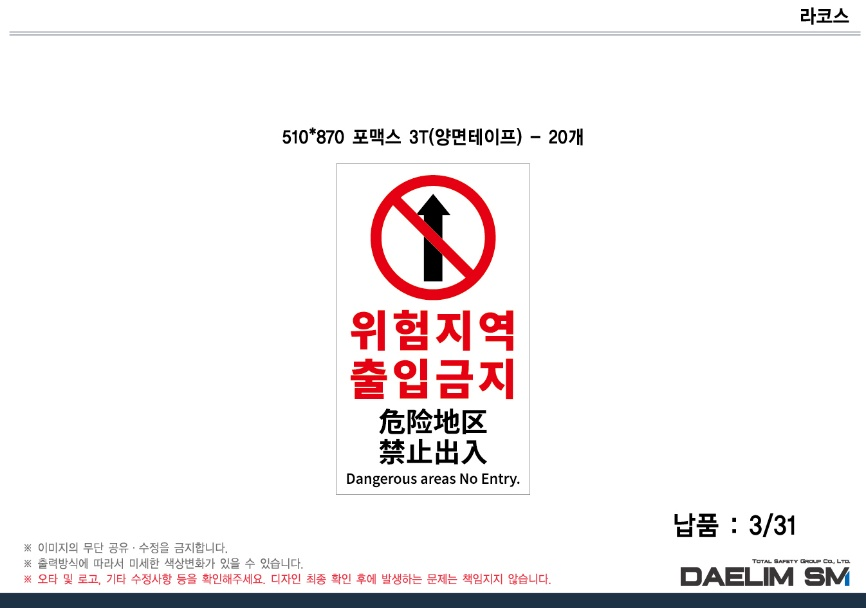 라코스
510*870 포맥스 3T(양면테이프) - 20개
위험지역
출입금지
危险地区
禁止出入
Dangerous areas No Entry.
납품 : 3/31
※ 이미지의 무단 공유·수정을 금지합니다.
※ 출력방식에 따라서 미세한 색상변화가 있을 수 있습니다.
※ 오타 및 로고, 기타 수정사항 등을 확인해주세요. 디자인 최종 확인 후에 발생하는 문제는 책임지지 않습니다.
TOTAL SAFETY GROUP CO., LTD.
DAELIM SM